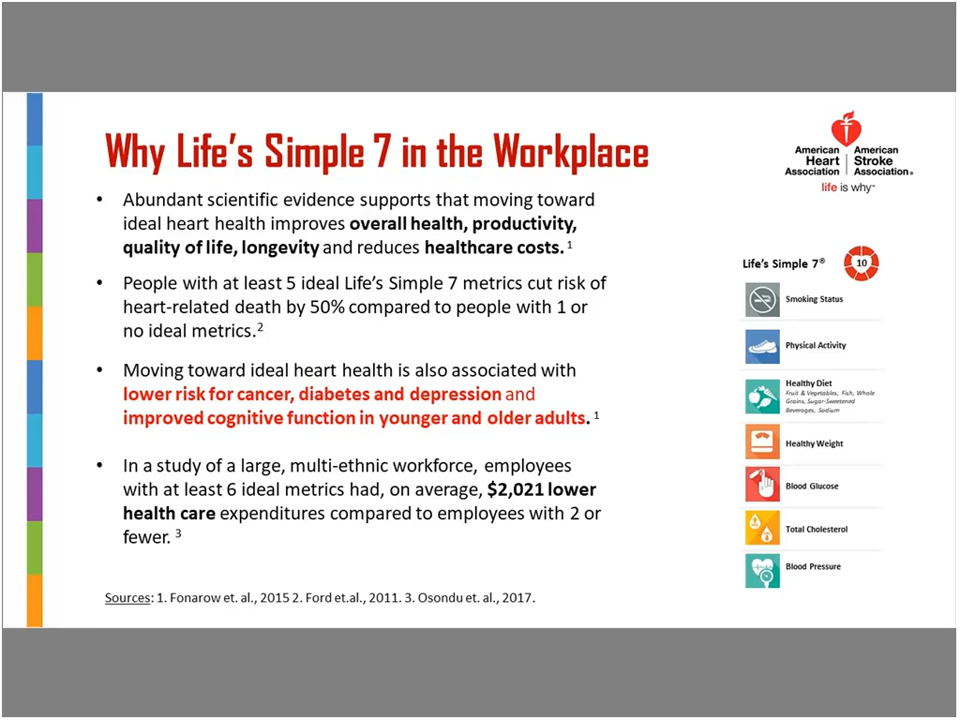 Why Life's Simple 7 in the Workplace
• Abundant scientific evidence supports that moving toward
ideal heart health improves overall health, productivity,
quality of life, longevity and reduces healthcare costs. 1
• People with at least 5 ideal Life's Simple 7 metrics cut risk of
heart-related death by 50% compared to people with 1 or
no ideal metrics.2
• Moving toward ideal heart health is also associated with
lower risk for cancer, diabetes and depression and
improved cognitive function in younger and older adults. 1
• In a study of a large, multi-ethnic workforce, employees
with at least 6 ideal metrics had, on average, $2,021 lower
health care expenditures compared to employees with 2 or
fewer. 3
Sources: 1. Fonarow et. al., 2015 2. Ford et.al., 2011. 3. Osondu et. al., 2017.
American
Heart
Association
American
Stroke
Association®
life is why™
Life's Simple 7®
10
Smoking Status
Physical Activity
Healthy Diet
Fruit & Vegetables, Fish, Whole
Grains, Sugar-Sweetened
Beverages, Sodium
Healthy Weight
Blood Glucose
Total Cholesterol
Blood Pressure